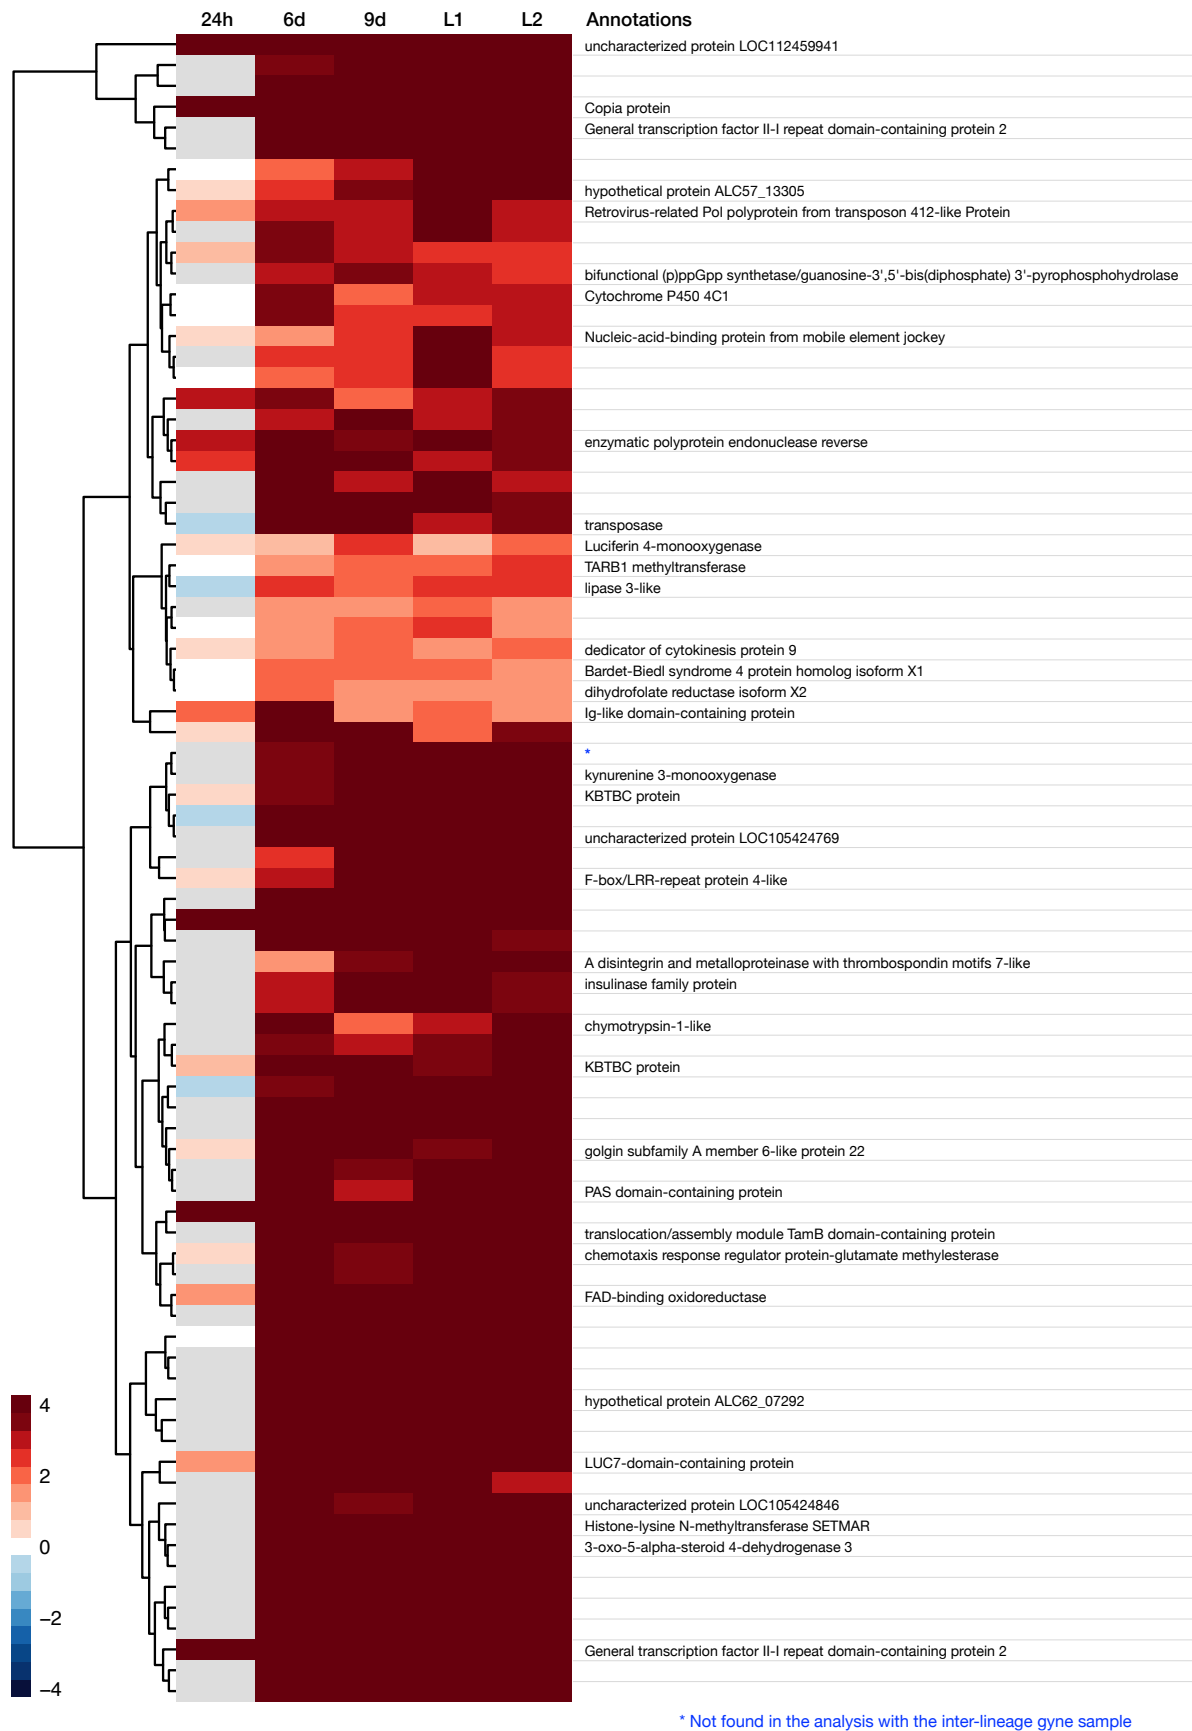 24h 6d 9d L1 L2 Annotations
uncharacterized protein LOC112459941
Copia protein
General transcription factor II-I repeat domain-containing protein 2
hypothetical protein ALC57_13305
Retrovirus-related Pol polyprotein from transposon 412-like Protein
bifunctional (p)ppGpp synthetase/guanosine-3',5'-bis(diphosphate) 3'-pyrophosphohydrolase
Cytochrome P450 4C1
Nucleic-acid-binding protein from mobile element jockey
enzymatic polyprotein endonuclease reverse
transposase
Luciferin 4-monooxygenase
TARB1 methyltransferase
lipase 3-like
dedicator of cytokinesis protein 9
Bardet-Biedl syndrome 4 protein homolog isoform X1
dihydrofolate reductase isoform X2
Ig-like domain-containing protein
*
kynurenine 3-monooxygenase
KBTBC protein
uncharacterized protein LOC105424769
F-box/LRR-repeat protein 4-like
A disintegrin and metalloproteinase with thrombospondin motifs 7-like
insulinase family protein
chymotrypsin-1-like
KBTBC protein
golgin subfamily A member 6-like protein 22
PAS domain-containing protein
translocation/assembly module TamB domain-containing protein
chemotaxis response regulator protein-glutamate methylesterase
FAD-binding oxidoreductase
hypothetical protein ALC62_07292
LUC7-domain-containing protein
uncharacterized protein LOC105424846
Histone-lysine N-methyltransferase SETMAR
3-oxo-5-alpha-steroid 4-dehydrogenase 3
General transcription factor II-I repeat domain-containing protein 2
4
2
0
−2
−4
* Not found in the analysis with the inter-lineage gyne sample